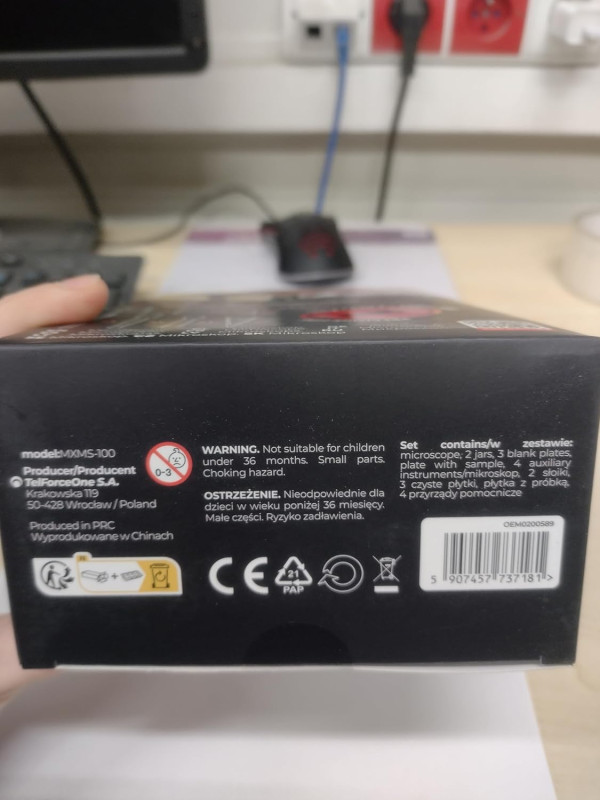 model:MXMS-100
Producer/Producent
TelForceOne S.A.
Krakowska 119
50-428 Wrocław / Poland
Produced in PRC
Wyprodukowane w Chinach
0-3
WARNING. Not suitable for children
under 36 months. Small parts.
Choking hazard.
OSTRZEŻENIE. Nieodpowiednie dla
dzieci w wieku poniżej 36 miesięcy.
Małe części. Ryzyko zadławienia.
Set contains/w zestawie:
microscope, 2 jars, 3 blank plates,
plate with sample, 4 auxiliary
instruments/mikroskop, 2 słoiki,
3 czyste płytki, płytka z próbką,
4 przyrządy pomocnicze
CE
21
PAP
OEM0200589
5 907457 737181 >